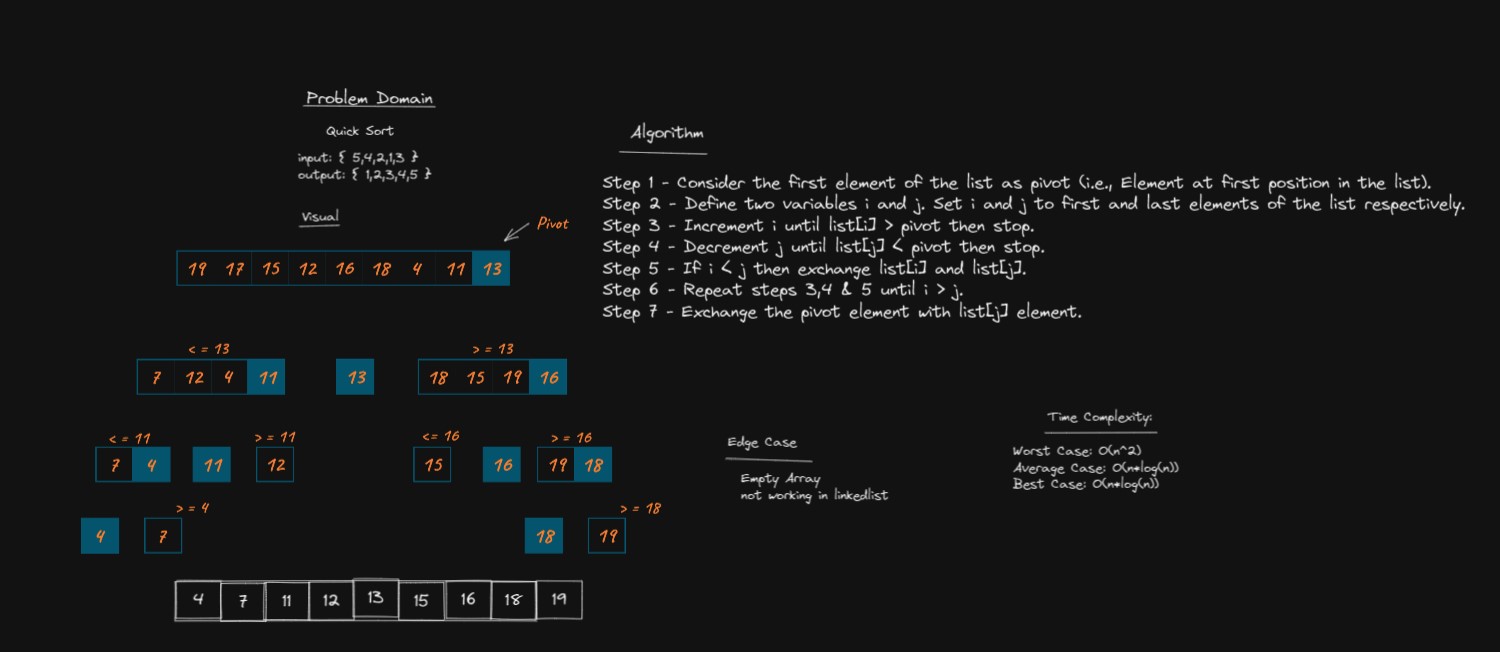 Problem Domain
Quick Sort
input: { 5,4,2,1,3 }
output: { 1,2,3,4,5 }
Visual
Pivot
19 17 15 12 16 18 4 11 13
< = 13
> = 13
7 12 4 11
13
18 15 19 16
< = 11
> = 11
<= 16
> = 16
7 4
11
12
15
16
19 18
> = 4
> = 18
4
7
18
19
4 7 11 12 13 15 16 18 19
Algorithm
Step 1 - Consider the first element of the list as pivot (i.e., Element at first position in the list).
Step 2 - Define two variables i and j. Set i and j to first and last elements of the list respectively.
Step 3 - Increment i until list[i] > pivot then stop.
Step 4 - Decrement j until list[j] < pivot then stop.
Step 5 - If i < j then exchange list[i] and list[j].
Step 6 - Repeat steps 3,4 & 5 until i > j.
Step 7 - Exchange the pivot element with list[j] element.
Edge Case
Empty Array
not working in linkedlist
Time Complexity:
Worst Case: O(n^2)
Average Case: O(n*log(n))
Best Case: O(n*log(n))